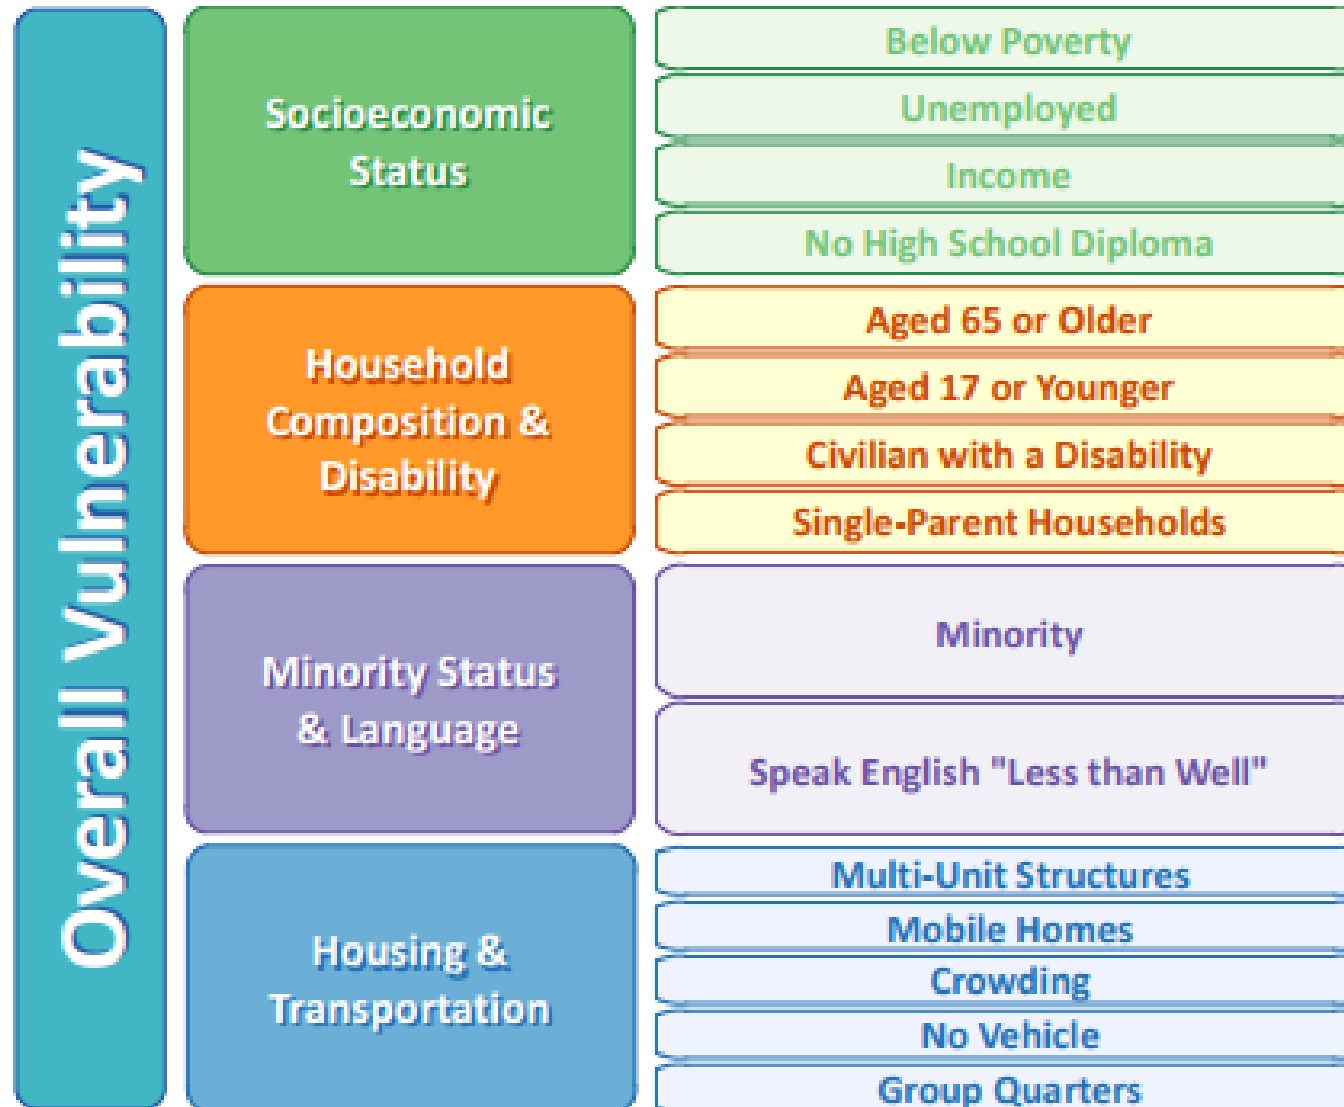 Overall Vulnerability
Socioeconomic
Status
Below Poverty
Unemployed
Income
No High School Diploma
Household
Composition &
Disability
Aged 65 or Older
Aged 17 or Younger
Civilian with a Disability
Single-Parent Households
Minority Status
& Language
Minority
Speak English "Less than Well"
Housing &
Transportation
Multi-Unit Structures
Mobile Homes
Crowding
No Vehicle
Group Quarters